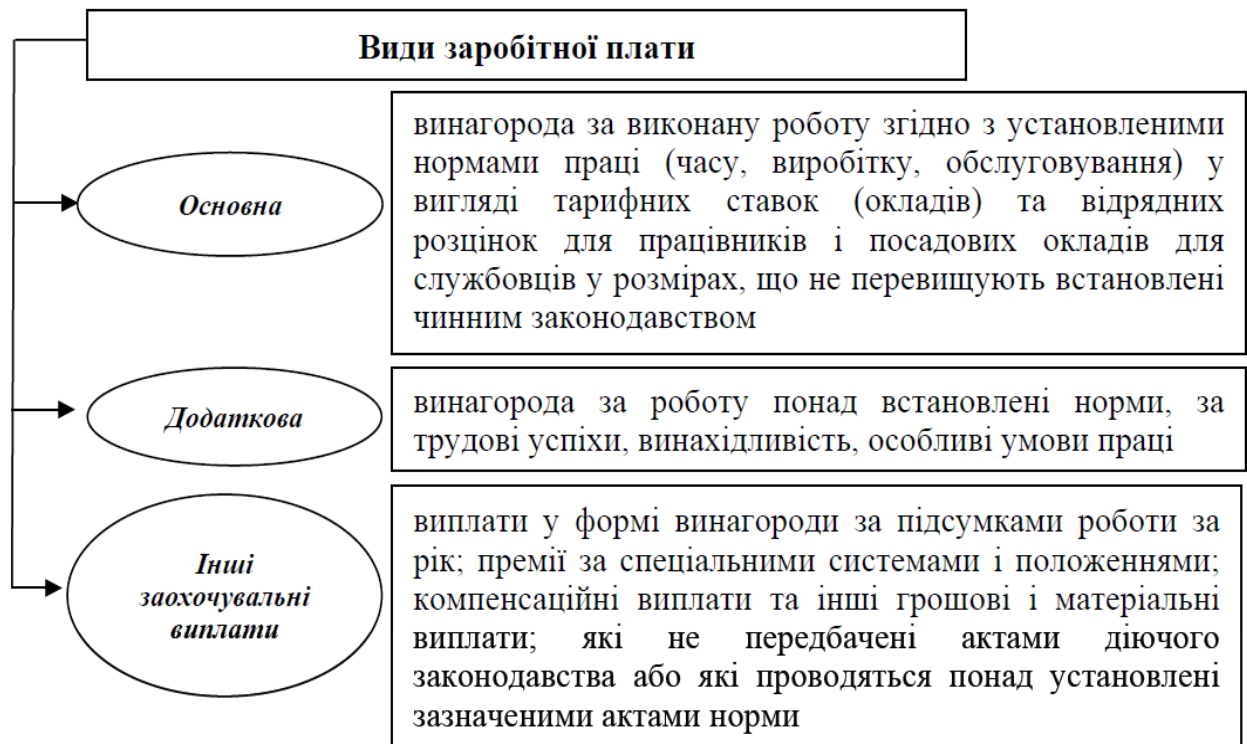 Види заробітної плати
Основна
винагорода за виконану роботу згідно з установленими
нормами праці (часу, виробітку, обслуговування) у
вигляді тарифних ставок (окладів) та відрядних
розцінок для працівників і посадових окладів для
службовців у розмірах, що не перевищують встановлені
чинним законодавством
Додаткова
винагорода за роботу понад встановлені норми, за
трудові успіхи, винахідливість, особливі умови праці
Інші
заохочувальні
виплати
виплати у формі винагороди за підсумками роботи за
рік; премії за спеціальними системами і положеннями;
компенсаційні виплати та інші грошові і матеріальні
виплати; які не передбачені актами діючого
законодавства або які проводяться понад установлені
зазначеними актами норми